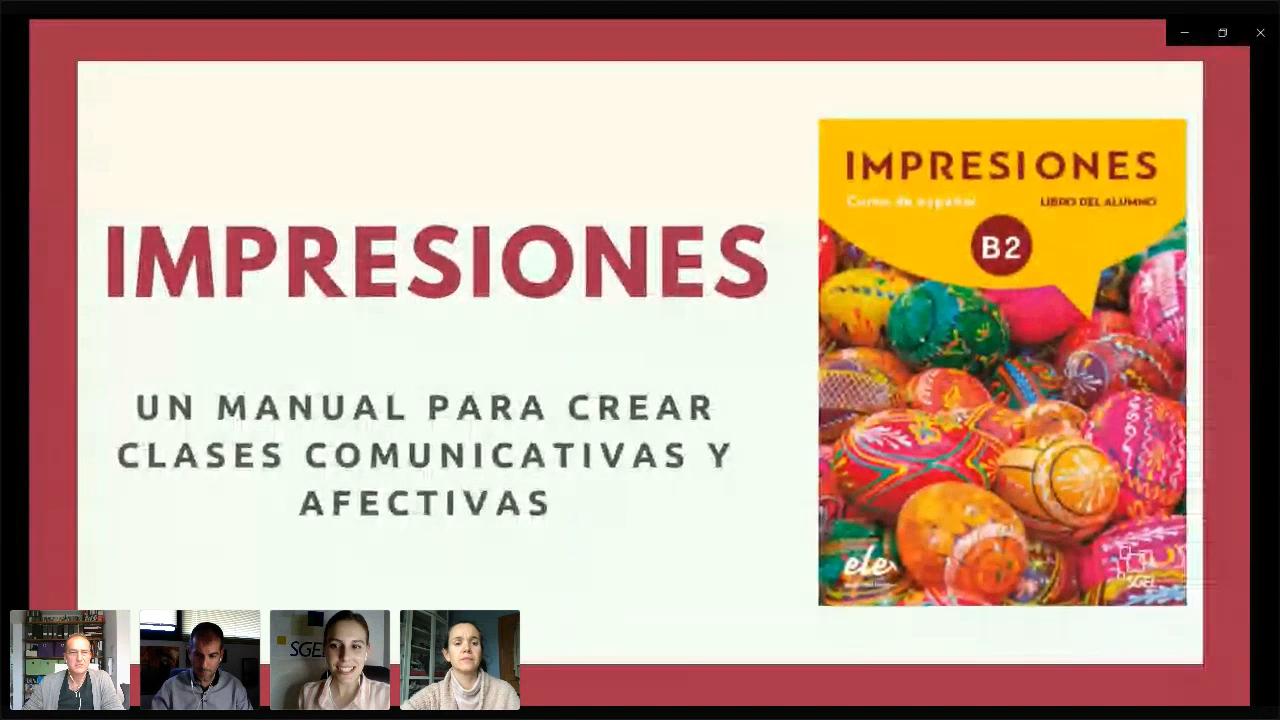 IMPRESIONES
UN MANUAL PARA CREAR
CLASES COMUNICATIVAS Y
AFECTIVAS
IMPRESIONES
Curso de español
LIBRO DEL ALUMNO
B2
ele
SGEL
SGEL